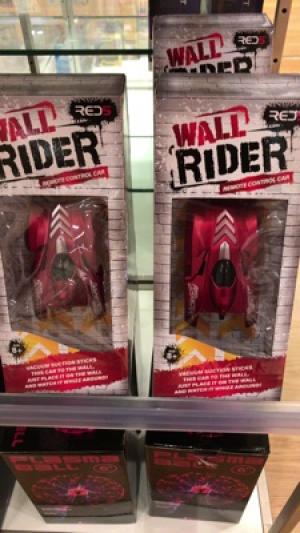 RED5
WALL
RIDER
REMOTE CONTROL CAR
VACUUM SUCTION STICKS
THIS CAR TO THE WALL
JUST PLACE IT ON THE WALL
AND WATCH IT WHIZZ AROUND!
RED5
WALL
RIDER
REMOTE CONTROL CAR
VACUUM SUCTION STICKS
THIS CAR TO THE WALL
JUST PLACE IT ON THE WALL
AND WATCH IT WHIZZ AROUND!
WALL
RIDER
PLASMA
BALL
6"
PLASMA
BALL
6"